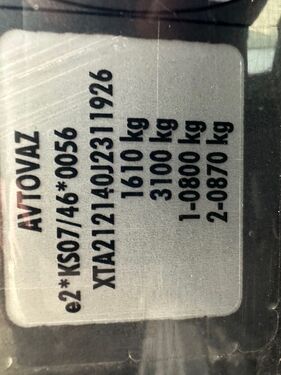 AVTOVAZ
e2*KS07/46*0056
XTA212140J2311926
1610 kg
3100 kg
1-0800 kg
2-0870 kg